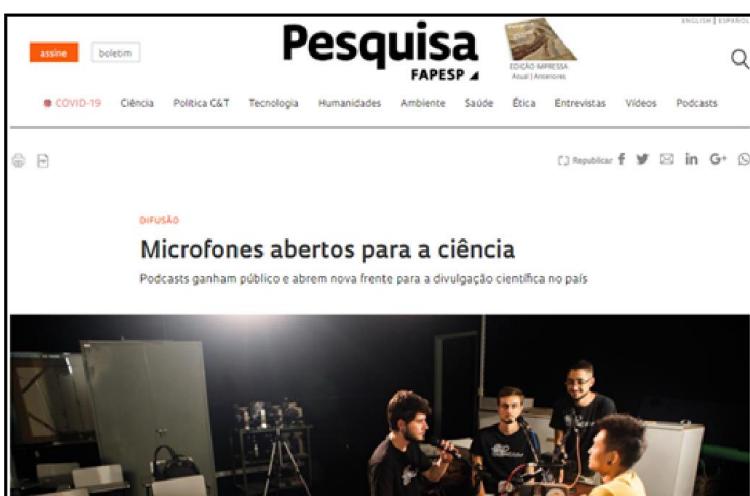 ENGLISH | ESPAÑOL
assine
boletim
Pesquisa
FAPESP
EDIÇÃO IMPRESSA
Atual | Anteriores
COVID-19 Ciência Política C&T Tecnologia Humanidades Ambiente Saúde Ética Entrevistas Vídeos Podcasts
Republicar
DIFUSÃO
Microfones abertos para a ciência
Podcasts ganham público e abrem nova frente para a divulgação científica no país